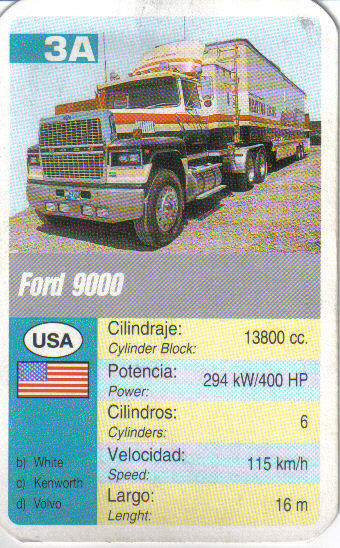 3A
Ford 9000
USA
Cilindraje:
Cylinder Block:
13800 cc.
Potencia:
Power:
294 kW/400 HP
Cilindros:
Cylinders:
6
Velocidad:
Speed:
115 km/h
Largo:
Lenght:
16 m
b) White
c) Kenworth
d) Volvo